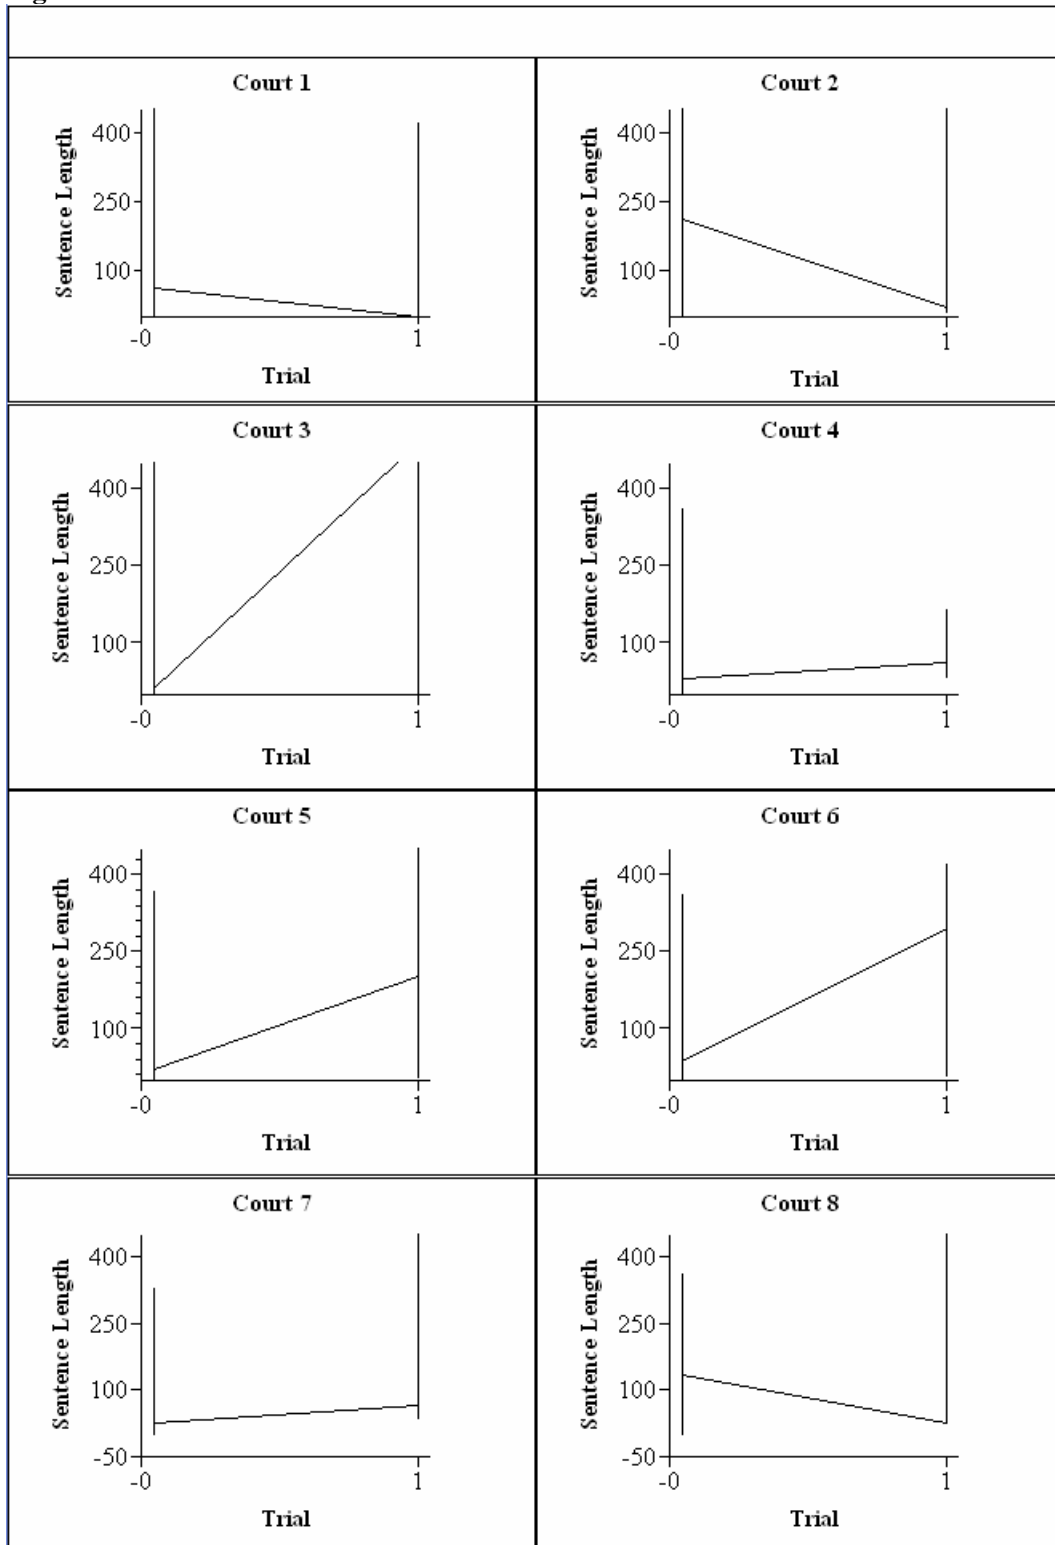 Court 1
Sentence Length
400
250
100
-0
1
Trial
Court 2
Sentence Length
400
250
100
-0
1
Trial
Court 3
Sentence Length
400
250
100
-0
1
Trial
Court 4
Sentence Length
400
250
100
-0
1
Trial
Court 5
Sentence Length
400
250
100
-0
1
Trial
Court 6
Sentence Length
400
250
100
-0
1
Trial
Court 7
Sentence Length
400
250
100
-50
-0
1
Trial
Court 8
Sentence Length
400
250
100
-50
-0
1
Trial